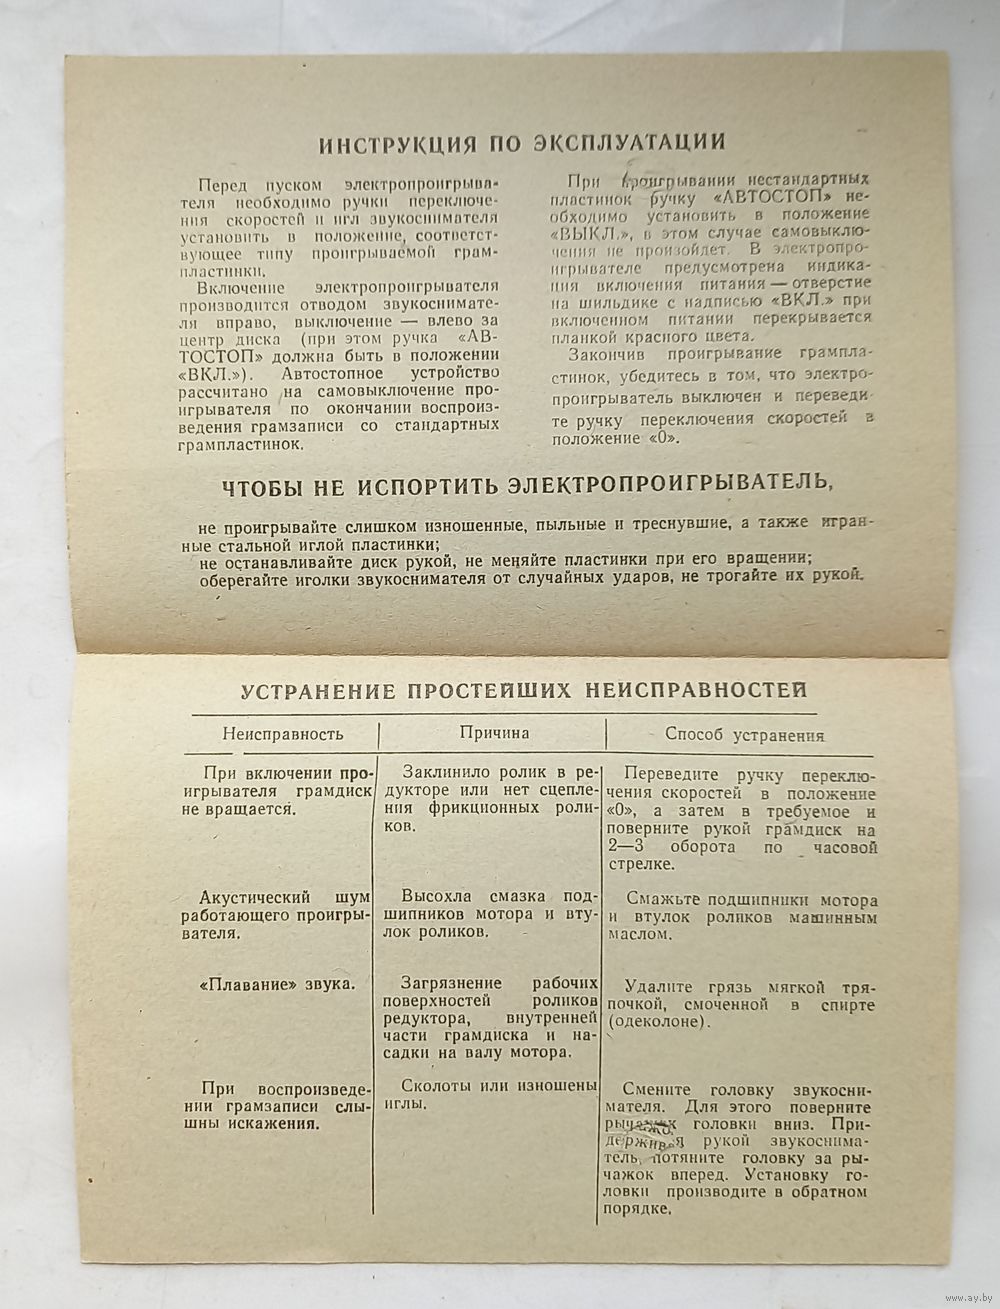 ИНСТРУКЦИЯ ПО ЭКСПЛУАТАЦИИ
Перед пуском электропроигрыва-
теля необходимо ручки переключе-
ния скоростей и игл звукоснимателя
установить в положение, соответст-
вующее типу проигрываемой грам-
пластинки.
Включение электропроигрывателя
производится отводом звукоснимате-
ля вправо, выключение — влево за
центр диска (при этом ручка «АВ-
ТОСТОП» должна быть в положении
«ВКЛ.»). Автостопное устройство
рассчитано на самовыключение про-
игрывателя по окончании воспроиз-
ведения грамзаписи со стандартных
грампластинок.
При проигрывании нестандартных
пластинок ручку «АВТОСТОП» не-
обходимо установить в положение
«ВЫКЛ.», в этом случае самовыклю-
чения не произойдет. В электропро-
игрывателе предусмотрена индика-
ция включения питания — отверстие
на шильдике с надписью «ВКЛ.» при
включенном питании перекрывается
планкой красного цвета.
Закончив проигрывание грампла-
стинок, убедитесь в том, что электро-
проигрыватель выключен и переведи-
те ручку переключения скоростей в
положение «0».
ЧТОБЫ НЕ ИСПОРТИТЬ ЭЛЕКТРОПРОИГРЫВАТЕЛЬ,
не проигрывайте слишком изношенные, пыльные и треснувшие, а также игран-
ные стальной иглой пластинки;
не останавливайте диск рукой, не меняйте пластинки при его вращении;
оберегайте иголки звукоснимателя от случайных ударов, не трогайте их рукой.
УСТРАНЕНИЕ ПРОСТЕЙШИХ НЕИСПРАВНОСТЕЙ
Неисправность
Причина
Способ устранения
При включении про-
игрывателя грамдиск
не вращается.
Заклинило ролик в ре-
дукторе или нет сцепле-
ния фрикционных роли-
ков.
Переведите ручку переклю-
чения скоростей в положение
«0», а затем в требуемое и
поверните рукой грамдиск на
2—3 оборота по часовой
стрелке.
Акустический шум
работающего проигры-
вателя.
Высохла смазка под-
шипников мотора и вту-
лок роликов.
Смажьте подшипники мотора
и втулок роликов машинным
маслом.
«Плавание» звука.
Загрязнение рабочих
поверхностей роликов
редуктора, внутренней
части грамдиска и на-
садки на валу мотора.
Удалите грязь мягкой тря-
почкой, смоченной в спирте
(одеколоне).
При воспроизведе-
нии грамзаписи слы-
шны искажения.
Сколоты или изношены
иглы.
Смените головку звукосни-
мателя. Для этого поверните
рычажок головки вниз. При-
держивая рукой звукоснима-
тель, потяните головку за ры-
чажок вперед. Установку го-
ловки производите в обратном
порядке.
www.ay.by